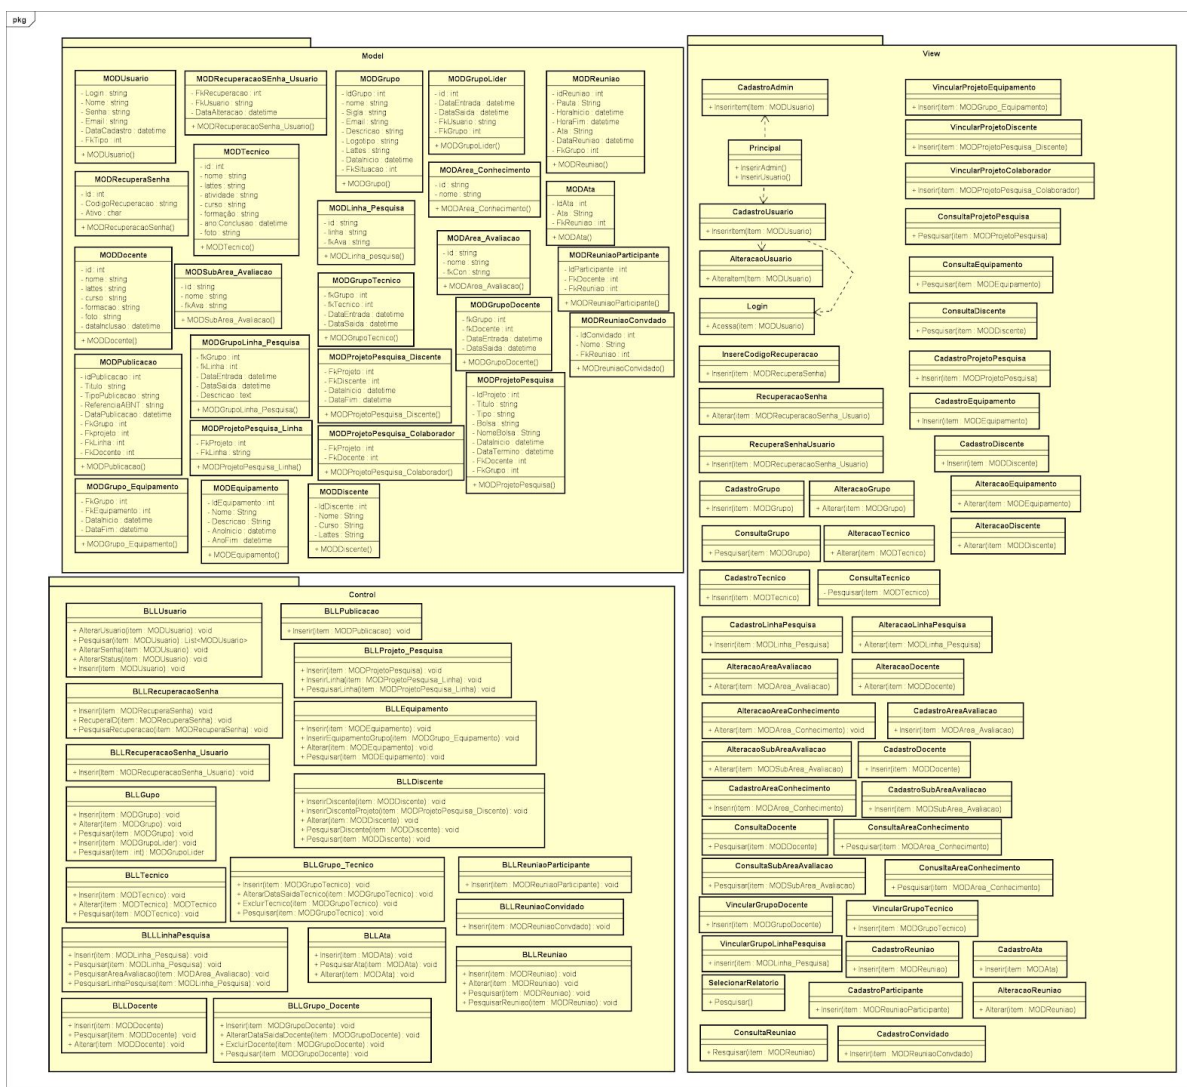 pkg
Model
MODUsuario
- Login : string
- Nome : string
- Senha : string
- Email : string
- DataCadastro : datetime
- FkTipo : int
+ MODUsuario()
MODRecuperacaoSEnha_Usuario
- FkRecuperacao : int
- FkUsuario : string
- DataAlteracao : datetime
+ MODRecuperacaoSenha_Usuario()
MODGrupo
- IdGrupo : int
- nome : string
- Sigla : string
- Email : string
- Descricao : string
- Logotipo : string
- Lattes : string
- DataInicio : datetime
- FkSituacao : int
+ MODGrupo()
MODGrupoLider
- id : int
- DataEntrada : datetime
- DataSaida : datetime
- FkUsuario : string
- FkGrupo : int
+ MODGrupoLider()
MODReuniao
- idReuniao : int
- Pauta : String
- HoraInicio : datetime
- HoraFim : datetime
- Ata : String
- DataReuniao : datetime
- FkGrupo : int
+ MODReuniao()
MODTecnico
- id : int
- nome : string
- lattes : string
- atividade : string
- curso : string
- formação : string
- ano.Conclusao : datetime
- foto : string
+ MODTecnico()
MODRecuperaSenha
- Id : int
- CodigoRecuperacao : string
- Ativo : char
+ MODRecuperaSenha()
MODArea_Conhecimento
- id : string
- nome : string
+ MODArea_Conhecimento()
MODAta
- IdAta : int
- Ata : String
- FkReuniao : int
+ MODAta()
MODLinha_Pesquisa
- id : string
- linha : string
- fkAva : string
+ MODLinha_pesquisa()
MODArea_Avaliacao
- id : string
- nome : string
- fkCon : string
+ MODArea_Avaliacao()
MODDocente
- id : int
- nome : string
- lattes : string
- curso : string
- formacao : string
- foto : string
- dataInclusao : datetime
+ MODDocente()
MODSubArea_Avaliacao
- id : string
- nome : string
- fkAva : string
+ MODSubArea_Avaliacao()
MODGrupoTecnico
- fkGrupo : int
- fkTecnico : int
- DataEntrada : datetime
- DataSaida : datetime
+ MODGrupoTecnico()
MODReuniaoParticipante
- IdParticipante : int
- FkDocente : int
- FkReuniao : int
+ MODReuniaoParticipante()
MODGrupoDocente
- fkGrupo : int
- fkDocente : int
- DataEntrada : datetime
- DataSaida : datetime
+ MODGrupoDocente()
MODReuniaoConvdado
- IdConvidado : int
- Nome : String
- FkReuniao : int
+ MODreuniaoConvidado()
MODPublicacao
- idPublicacao : int
- Titulo : string
- TipoPublicacao : string
- ReferenciaABNT : string
- DataPublicacao : datetime
- FkGrupo : int
- Fkprojeto : int
- FkLinha : int
- FkDocente : int
+ MODPublicacao()
MODGrupoLinha_Pesquisa
- fkGrupo : int
- fkLinha : int
- DataEntrada : datetime
- DataSaida : datetime
- Descricao : text
+ MODGrupoLinha_Pesquisa()
MODProjetoPesquisa_Discente
- FkProjeto : int
- FkDiscente : int
- DataInicio : datetime
- DataFim : datetime
+ MODProjetoPesquisa_Discente()
MODProjetoPesquisa
- IdProjeto : int
- Titulo : String
- Tipo : String
- Bolsa : String
- NomeBolsa : String
- DataInicio : datetime
- DataTermino : datetime
- FkDocente : int
- FkGrupo : int
+ MODProjetoPesquisa()
MODProjetoPesquisa_Linha
- FkProjeto : int
- FkLinha : string
+ MODProjetoPesquisa_Linha()
MODProjetoPesquisa_Colaborador
- FkProjeto : int
- FkDocente : int
+ MODProjetoPesquisa_Colaborador()
MODGrupo_Equipamento
- FkGrupo : int
- FkEquipamento : int
- DataInicio : datetime
- DataFim : datetime
+ MODGrupo_Equipamento()
MODEquipamento
- IdEquipamento : int
- Nome : String
- Descricao : String
- AnoInicio : datetime
- AnoFim : datetime
+ MODEquipamento()
MODDiscente
- IdDiscente : int
- Nome : String
- Curso : String
- Lattes : String
+ MODDiscente()
Control
BLLUsuario
+ AlterarUsuario(item : MODUsuario) : void
+ Pesquisar(item : MODUsuario) : List<MODUsuario>
+ AlterarSenha(item : MODUsuario) : void
+ AlterarStatus(item : MODUsuario) : void
+ Inserir(item : MODUsuario) : void
BLLPublicacao
+ Inserir(item : MODPublicacao) : void
BLLProjeto_Pesquisa
+ Inserir(item : MODProjetoPesquisa) : void
+ InserirLinha(item : MODProjetoPesquisa_Linha) : void
+ PesquisarLinha(item : MODProjetoPesquisa_Linha) : void
BLLRecuperacaoSenha
+ Inserir(item : MODRecuperaSenha) : void
+ RecuperaID(item : MODRecuperaSenha) : void
+ PesquisaRecuperacao(item : MODRecuperaSenha) : void
BLLEquipamento
+ Inserir(item : MODEquipamento) : void
+ InserirEquipamentoGrupo(item : MODGrupo_Equipamento) : void
+ Alterar(item : MODEquipamento) : void
+ Pesquisar(item : MODEquipamento) : void
BLLRecuperacaoSenha_Usuario
+ Inserir(item : MODRecuperacaoSenha_Usuario) : void
BLLDiscente
+ InserirDiscente(item : MODDiscente) : void
+ InserirDiscenteProjeto(item : MODProjetoPesquisa_Discente) : void
+ Alterar(item : MODDiscente) : void
+ PesquisarDiscente(item : MODDiscente) : void
+ Pesquisar(item : MODDiscente) : void
BLLGupo
+ Inserir(item : MODGrupo) : void
+ Alterar(item : MODGrupo) : void
+ Pesquisar(item : MODGrupo) : void
+ Inserir(item : MODGrupoLider) : void
+ Pesquisar(item : int) : MODGrupoLider
BLLGrupo_Tecnico
+ Inserir(item : MODGrupoTecnico) : void
+ AlterarDataSaidaTecnico(item : MODGrupoTecnico) : void
+ ExcluirTecnico(item : MODGrupoTecnico) : void
+ Pesquisar(item : MODGrupoTecnico) : void
BLLReuniaoParticipante
+ Inserir(item : MODReuniaoParticipante) : void
BLLTecnico
+ Inserir(item : MODTecnico) : void
+ Alterar(item : MODTecnico) : MODTecnico
+ Pesquisar(item : MODTecnico) : void
BLLReuniaoConvidado
+ Inserir(item : MODReuniaoConvdado) : void
BLLLinhaPesquisa
+ Inserir(item : MODLinha_Pesquisa) : void
+ Pesquisar(item : MODLinha_Pesquisa) : void
+ PesquisarAreaAvaliacao(item : MODArea_Avaliacao) : void
+ PesquisarLinhaPesquisa(item : MODLinha_Pesquisa) : void
BLLAta
+ Inserir(item : MODAta) : void
+ PesquisarAta(item : MODAta) : void
+ Alterar(item : MODAta) : void
BLLReuniao
+ Inserir(item : MODReuniao) : void
+ Alterar(item : MODReuniao) : void
+ Pesquisar(item : MODReuniao) : void
+ PesquisarReuniao(item : MODReuniao) : void
BLLDocente
+ Inserir(item : MODDocente)
+ Pesquisar(item : MODDocente) : void
+ Alterar(item : MODDocente) : void
BLLGrupo_Docente
+ Inserir(item : MODGrupoDocente) : void
+ AlterarDataSaidaDocente(item : MODGrupoDocente) : void
+ ExcluirDocente(item : MODGrupoDocente) : void
+ Pesquisar(item : MODGrupoDocente) : void
View
CadastroAdmin
+ InserirItem(item : MODUsuario)
VincularProjetoEquipamento
+ Inserir(item : MODGrupo_Equipamento)
VincularProjetoDiscente
+ Inserir(item : MODProjetoPesquisa_Discente)
Principal
+ InserirAdmin()
+ InserirUsuario()
VincularProjetoColaborador
+ Inserir(item : MODProjetoPesquisa_Colaborador)
CadastroUsuario
+ InserirItem(item : MODUsuario)
ConsultaProjetoPesquisa
+ Pesquisar(item : MODProjetoPesquisa)
AlteracaoUsuario
+ AlteraItem(item : MODUsuario)
ConsultaEquipamento
+ Pesquisar(item : MODEquipamento)
Login
+ Acessa(item : MODUsuario)
ConsultaDiscente
+ Pesquisar(item : MODDiscente)
InsereCodigoRecuperacao
+ Inserir(item : MODRecuperaSenha)
CadastroProjetoPesquisa
+ Inserir(item : MODProjetoPesquisa)
RecuperacaoSenha
+ Alterar(item : MODRecuperacaoSenha_Usuario)
CadastroEquipamento
+ Inserir(item : MODEquipamento)
RecuperaSenhaUsuario
+ Inserir(item : MODRecuperacaoSenha_Usuario)
CadastroDiscente
+ Inserir(item : MODDiscente)
CadastroGrupo
+ Inserir(item : MODGrupo)
AlteracaoGrupo
+ Alterar(item : MODGrupo)
AlteracaoEquipamento
+ Alterar(item : MODEquipamento)
ConsultaGrupo
+ Pesquisar(item : MODGrupo)
AlteracaoTecnico
+ Alterar(item : MODTecnico)
AlteracaoDiscente
+ Alterar(item : MODDiscente)
CadastroTecnico
+ Inserir(item : MODTecnico)
ConsultaTecnico
- Pesquisar(item : MODTecnico)
CadastroLinhaPesquisa
+ Inserir(item : MODLinha_Pesquisa)
AlteracaoLinhaPesquisa
+ Alterar(item : MODLinha_Pesquisa)
AlteracaoAreaAvaliacao
+ Alterar(item : MODArea_Avaliacao)
AlteracaoDocente
+ Alterar(item : MODDocente)
AlteracaoAreaConhecimento
+ Alterar(item : MODArea_Conhecimento) : void
CadastroAreaAvaliacao
+ Inserir(item : MODArea_Avaliacao)
AlteracaoSubAreaAvaliacao
+ Alterar(item : MODSubArea_Avaliacao)
CadastroDocente
+ Inserir(item : MODDocente)
CadastroAreaConhecimento
+ Inserir(item : MODArea_Conhecimento)
CadastroSubAreaAvaliacao
+ Inserir(item : MODSubArea_Avaliacao)
ConsultaDocente
+ Pesquisar(item : MODDocente)
ConsultaAreaConhecimento
+ Pesquisar(item : MODArea_Conhecimento)
ConsultaSubAreaAvaliacao
+ Pesquisar(item : MODSubArea_Avaliacao)
ConsultaAreaConhecimento
+ Pesquisar(item : MODArea_Conhecimento)
VincularGrupoDocente
+ Inserir(item : MODGrupoDocente)
VincularGrupoTecnico
+ Inserir(item : MODGrupoTecnico)
VincularGrupoLinhaPesquisa
+ inserir(item : MODLinha_Pesquisa)
CadastroReuniao
+ Inserir(item : MODReuniao)
CadastroAta
+ Inserir(item : MODAta)
SelecionarRelatorio
+ Pesquisar()
CadastroParticipante
+ Inserir(item : MODReuniaoParticipante)
AlteracaoReuniao
+ Alterar(item : MODReuniao)
ConsultaReuniao
+ Resquisar(item : MODReuniao)
CadastroConvidado
+ Inserir(item : MODReuniaoConvdado)